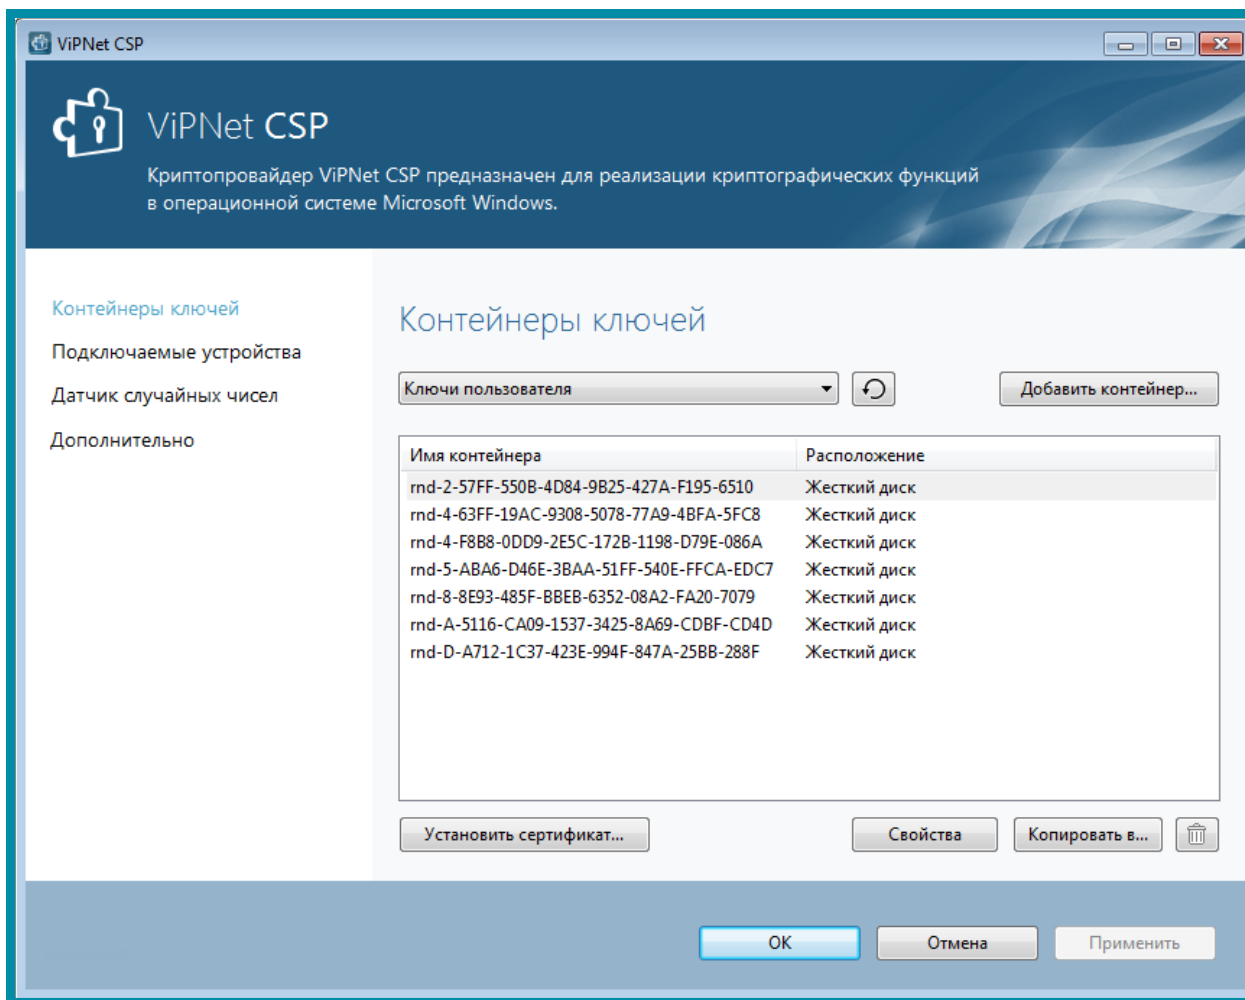 ViPNet CSP
ViPNet CSP
Криптопровайдер ViPNet CSP предназначен для реализации криптографических функций
в операционной системе Microsoft Windows.
Контейнеры ключей
Подключаемые устройства
Датчик случайных чисел
Дополнительно
Контейнеры ключей
Ключи пользователя
Добавить контейнер...
Имя контейнера Расположение
rnd-2-57FF-550B-4D84-9B25-427A-F195-6510 Жесткий диск
rnd-4-63FF-19AC-9308-5078-77A9-4BFA-5FC8 Жесткий диск
rnd-4-F8B8-0DD9-2E5C-172B-1198-D79E-086A Жесткий диск
rnd-5-ABA6-D46E-3BAA-51FF-540E-FFCA-EDC7 Жесткий диск
rnd-8-8E93-485F-BBEB-6352-08A2-FA20-7079 Жесткий диск
rnd-A-5116-CA09-1537-3425-8A69-CDBF-CD4D Жесткий диск
rnd-D-A712-1C37-423E-994F-847A-25BB-288F Жесткий диск
Установить сертификат... Свойства Копировать в...
OK Отмена Применить